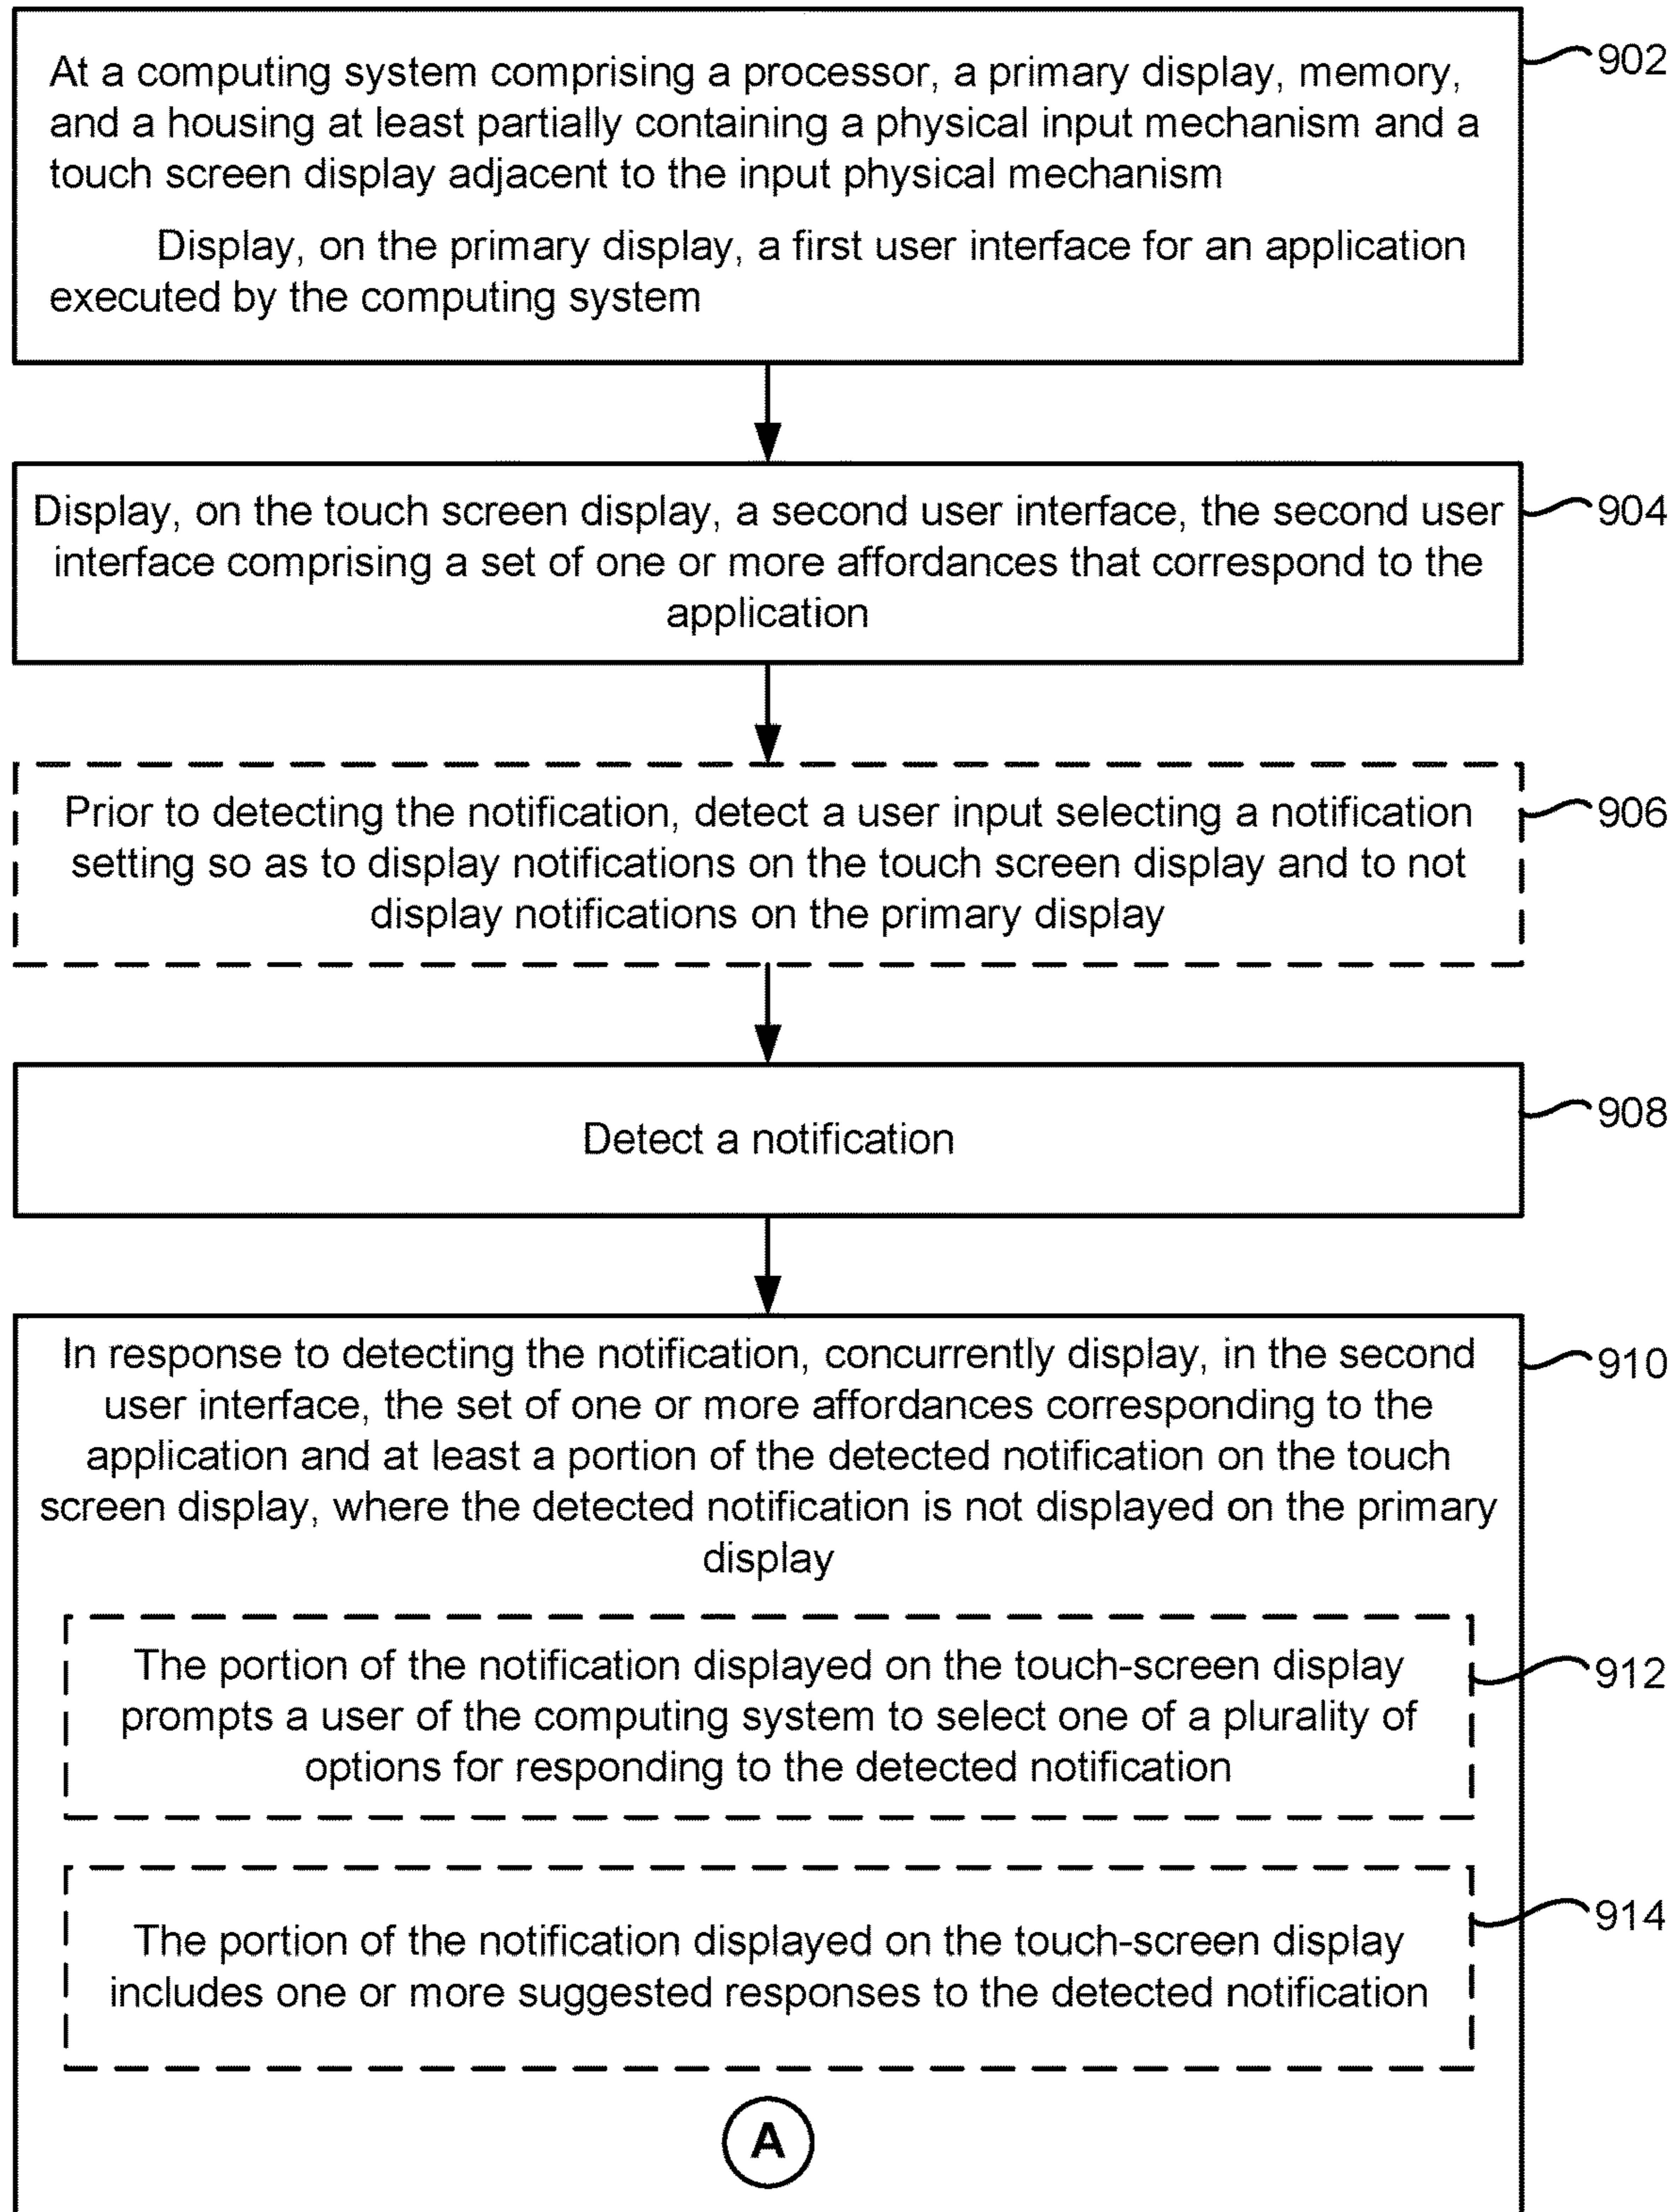 At a computing system comprising a processor, a primary display, memory,
and a housing at least partially containing a physical input mechanism and a
touch screen display adjacent to the input physical mechanism
Display, on the primary display, a first user interface for an application
executed by the computing system
902
Display, on the touch screen display, a second user interface, the second user
interface comprising a set of one or more affordances that correspond to the
application
904
Prior to detecting the notification, detect a user input selecting a notification
setting so as to display notifications on the touch screen display and to not
display notifications on the primary display
906
Detect a notification
908
In response to detecting the notification, concurrently display, in the second
user interface, the set of one or more affordances corresponding to the
application and at least a portion of the detected notification on the touch
screen display, where the detected notification is not displayed on the primary
display
910
The portion of the notification displayed on the touch-screen display
prompts a user of the computing system to select one of a plurality of
options for responding to the detected notification
912
The portion of the notification displayed on the touch-screen display
includes one or more suggested responses to the detected notification
914
A